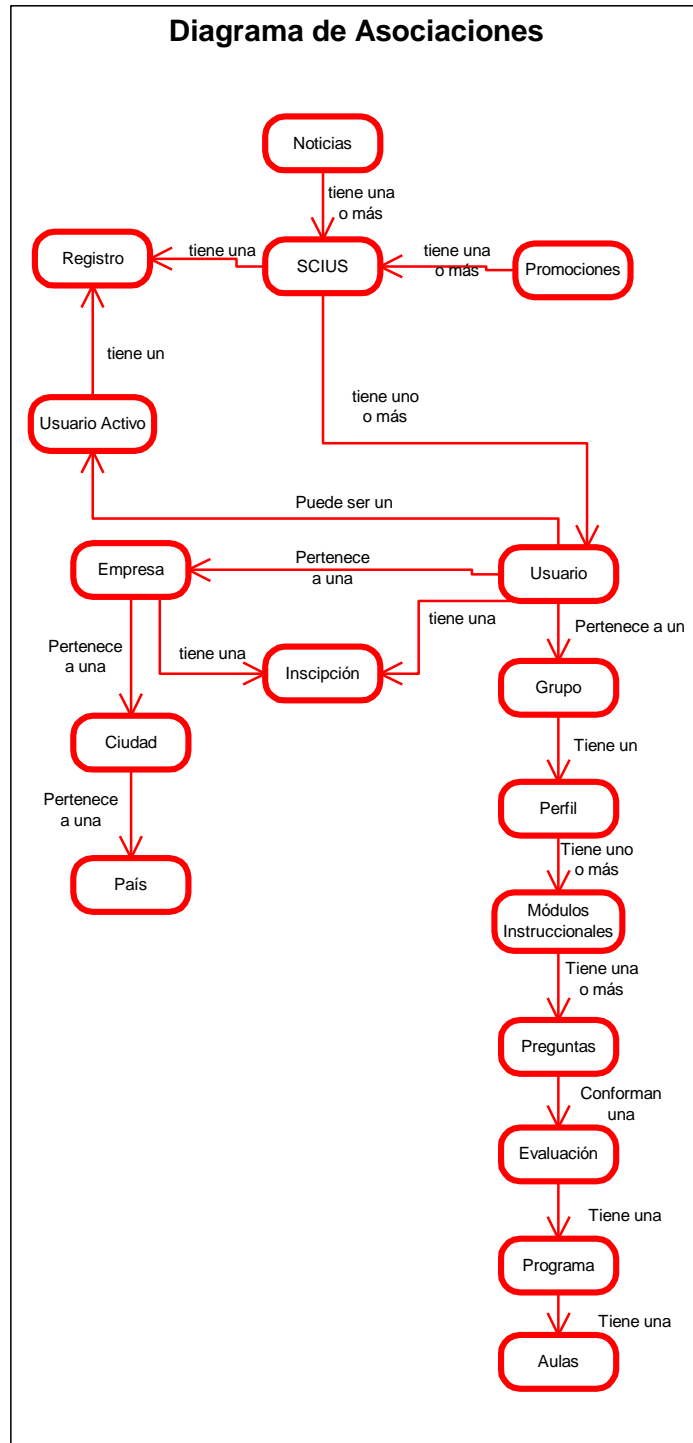 Diagrama de Asociaciones
Noticias
tiene una
o más
Registro
tiene una
SCIUS
tiene una
o más
Promociones
tiene un
tiene uno
o más
Usuario Activo
Puede ser un
Empresa
Pertenece
a una
Usuario
Pertenece
a una
tiene una
Inscipción
tiene una
Pertenece a un
Grupo
Ciudad
Tiene un
Pertenece
a una
Perfil
Tiene uno
o más
País
Módulos
Instruccionales
Tiene una
o más
Preguntas
Conforman
una
Evaluación
Tiene una
Programa
Tiene una
Aulas